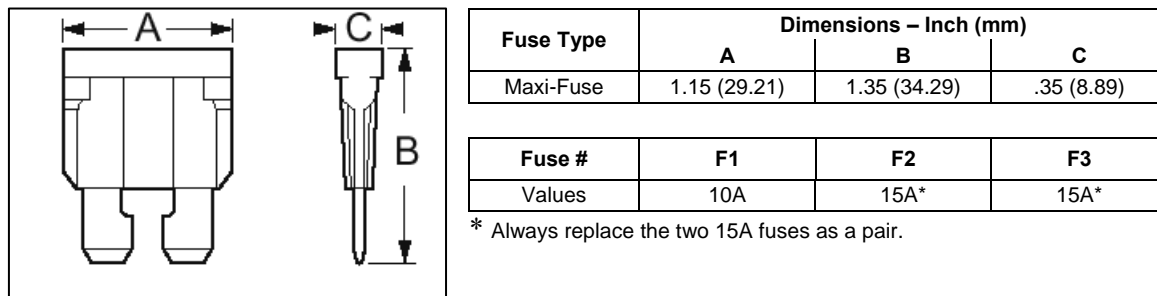 A
C
B
Fuse Type
Dimensions – Inch (mm)
A B C
Maxi-Fuse 1.15 (29.21) 1.35 (34.29) .35 (8.89)
Fuse # F1 F2 F3
Values 10A 15A* 15A*
* Always replace the two 15A fuses as a pair.